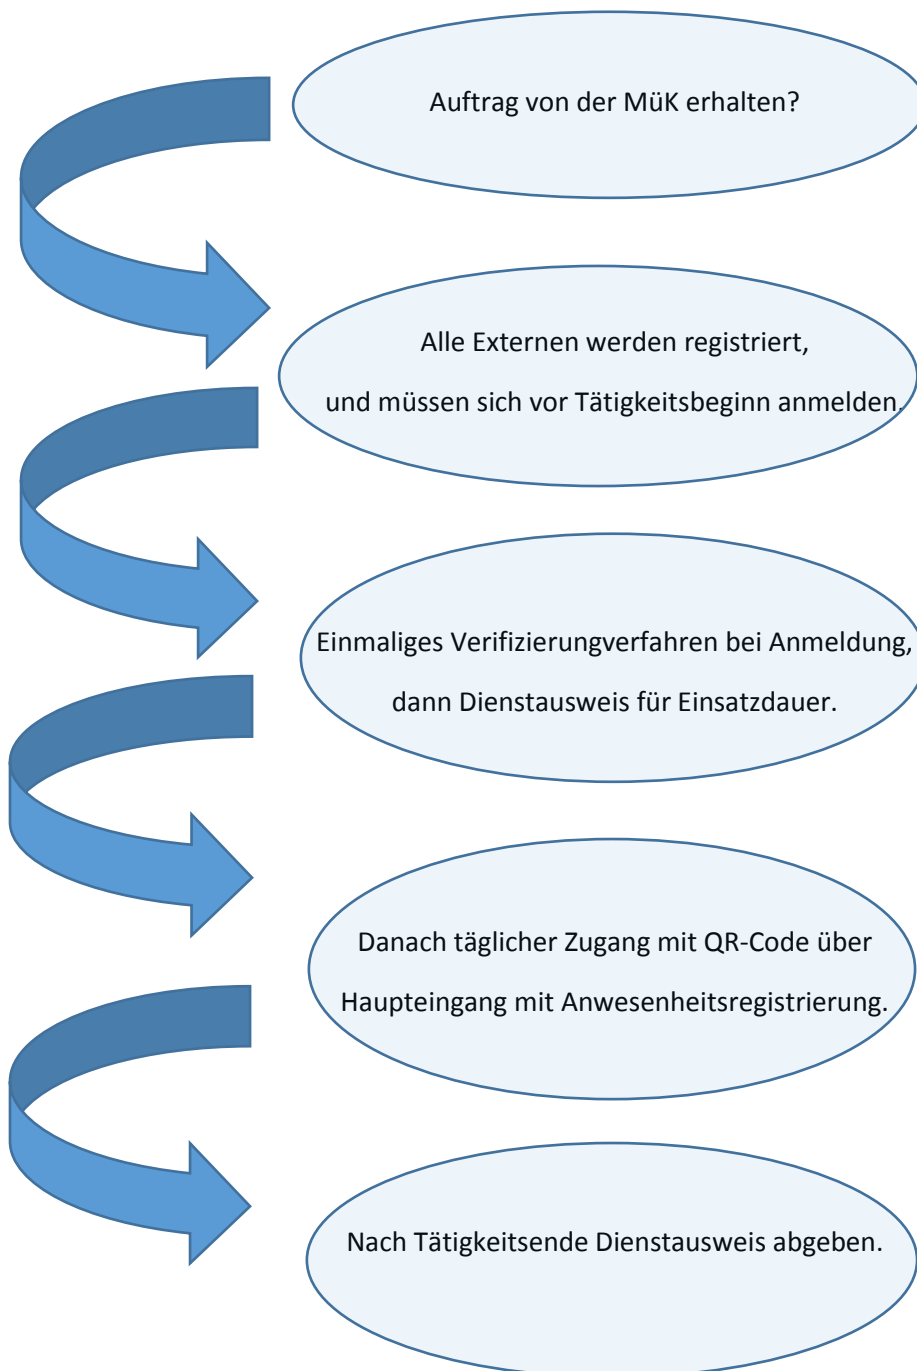 Auftrag von der MüK erhalten?
Alle Externen werden registriert,
und müssen sich vor Tätigkeitsbeginn anmelden.
Einmaliges Verifizierungverfahren bei Anmeldung,
dann Dienstausweis für Einsatzdauer.
Danach täglicher Zugang mit QR-Code über
Haupteingang mit Anwesenheitsregistrierung.
Nach Tätigkeitsende Dienstausweis abgeben.